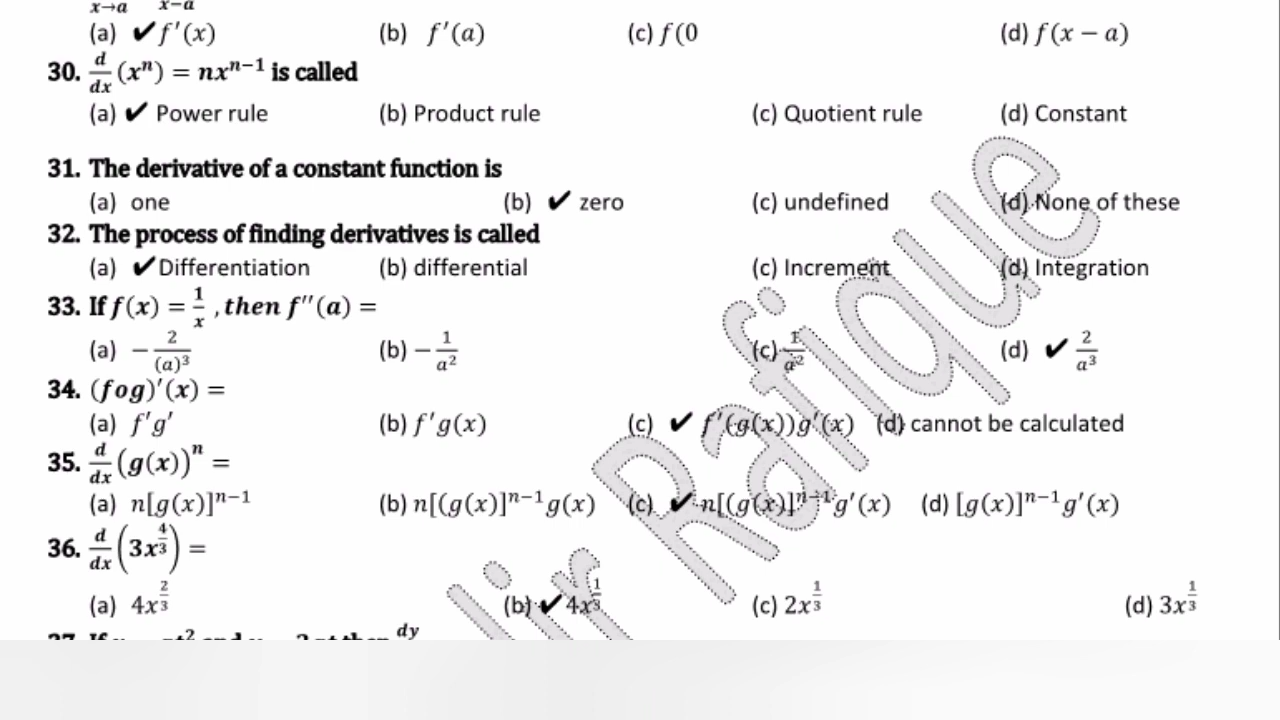 x→a x−a
(a) ✔f′(x) (b) f′(a) (c) f(0 (d) f(x − a)
30. d/dx (xⁿ) = nxⁿ⁻¹ is called
(a) ✔ Power rule (b) Product rule (c) Quotient rule (d) Constant
31. The derivative of a constant function is
(a) one (b) ✔ zero (c) undefined (d) None of these
32. The process of finding derivatives is called
(a) ✔Differentiation (b) differential (c) Increment (d) Integration
33. If f(x) = 1/x , then f″(a) =
(a) −2/(a)³ (b) −1/a² (c) 1/a² (d) ✔ 2/a³
34. (fog)′(x) =
(a) f′g′ (b) f′g(x) (c) ✔ f′(g(x))g′(x) (d) cannot be calculated
35. d/dx (g(x))ⁿ =
(a) n[g(x)]ⁿ⁻¹ (b) n[(g(x)]ⁿ⁻¹g(x) (c) ✔ n[(g(x)]ⁿ⁻¹g′(x) (d) [g(x)]ⁿ⁻¹g′(x)
36. d/dx (3x^(4/3)) =
(a) 4x^(2/3) (b) ✔4x^(1/3) (c) 2x^(1/3) (d) 3x^(1/3)
37. If dy
Rafique